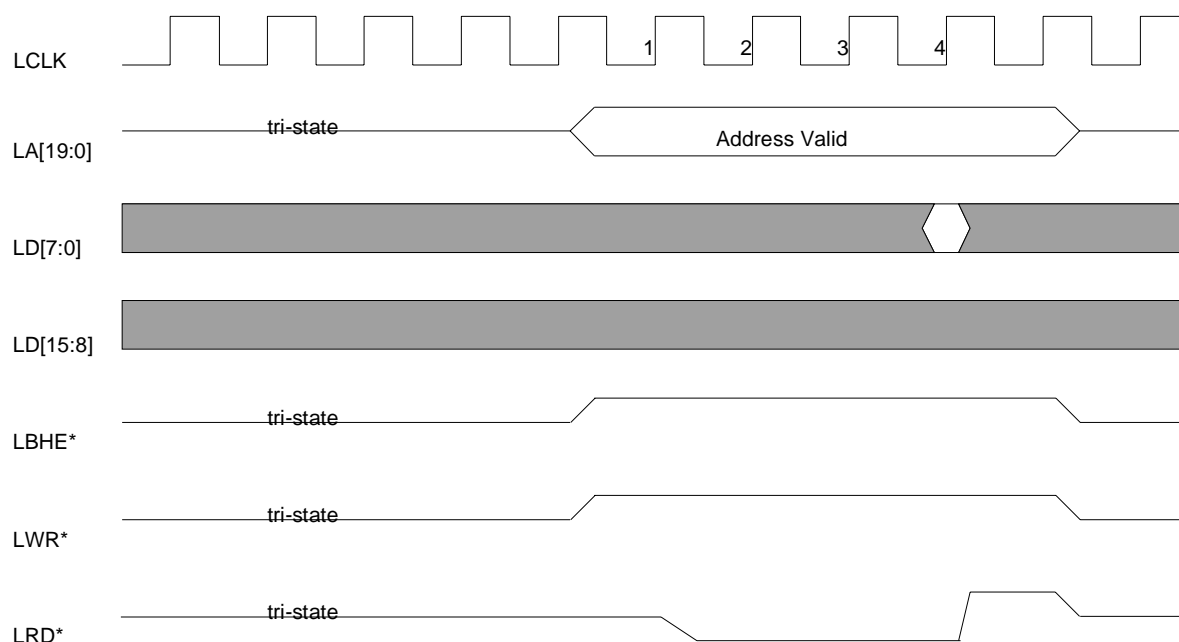 1 2 3 4
LCLK
tri-state
Address Valid
LA[19:0]
LD[7:0]
LD[15:8]
tri-state
LBHE*
tri-state
LWR*
tri-state
LRD*